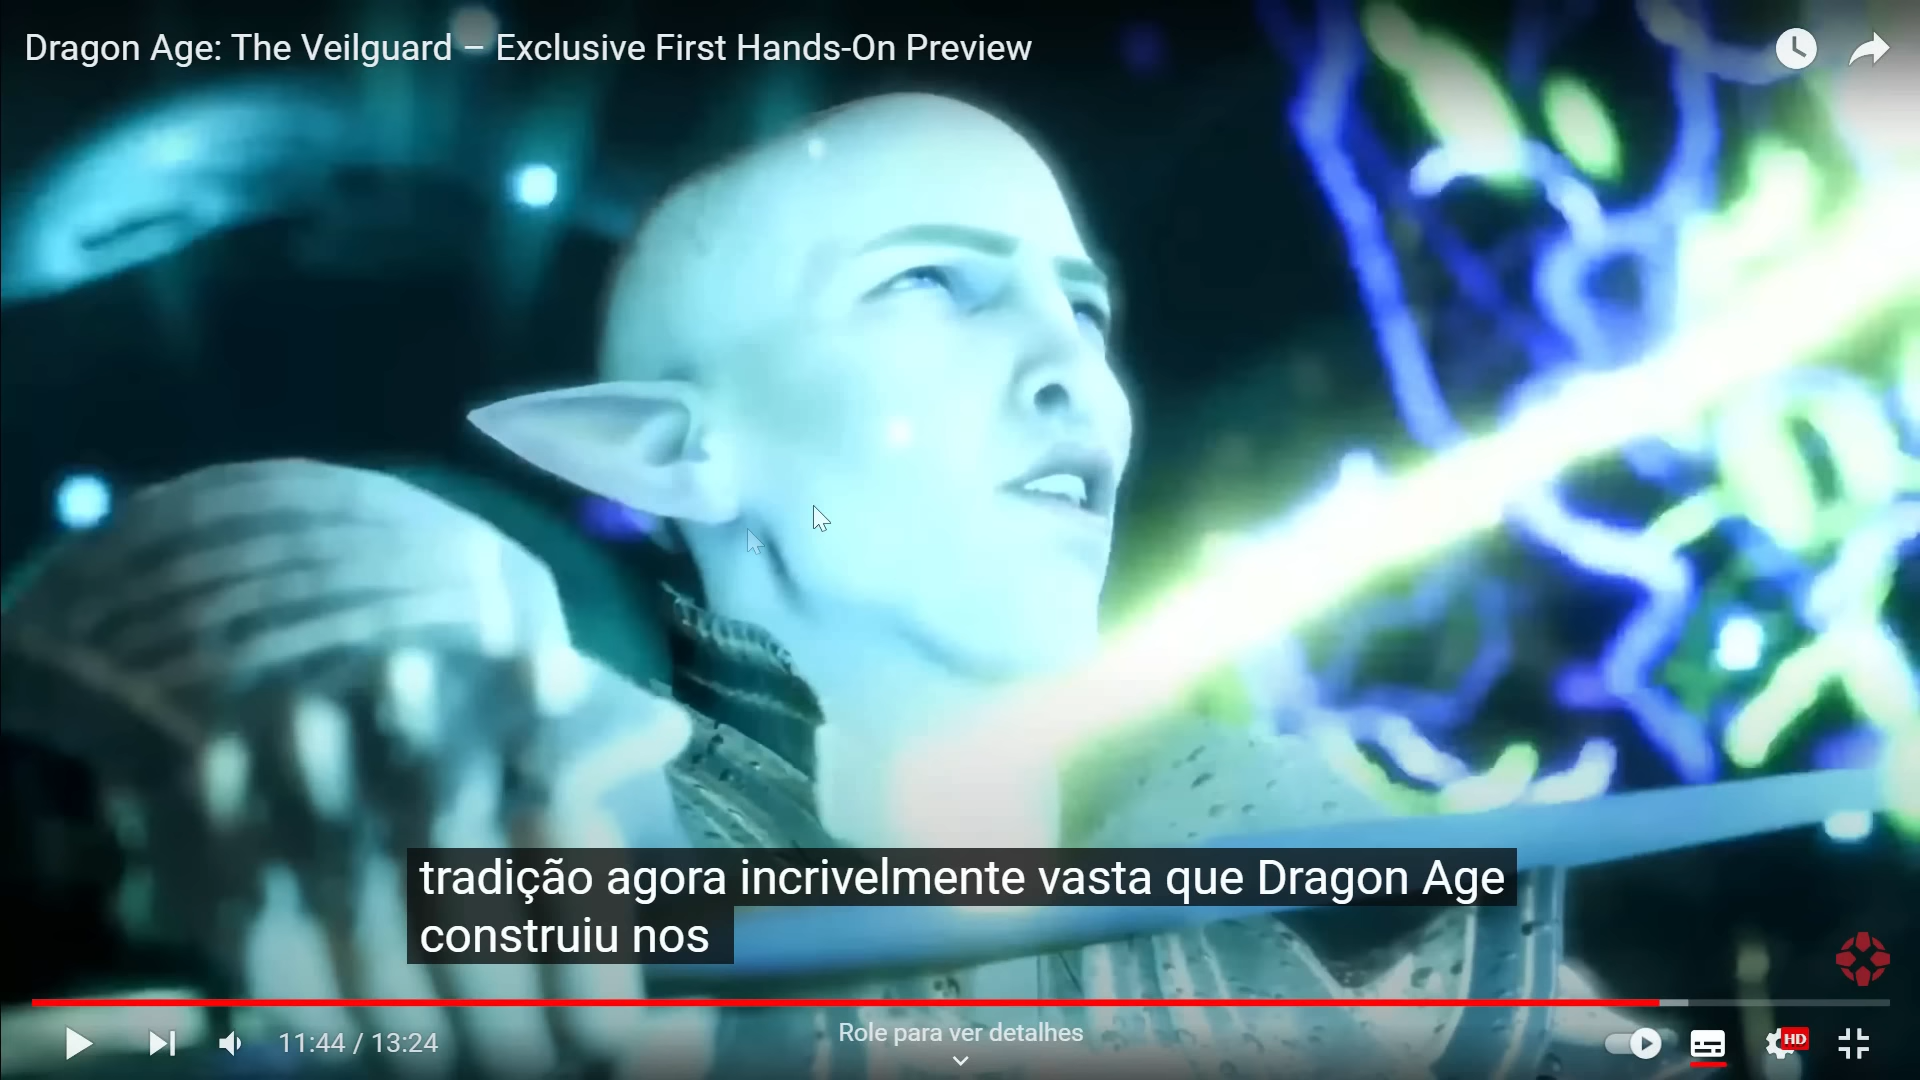 Dragon Age: The Veilguard – Exclusive First Hands-On Preview
tradição agora incrivelmente vasta que Dragon Age
construiu nos
11:44 / 13:24
Role para ver detalhes
HD